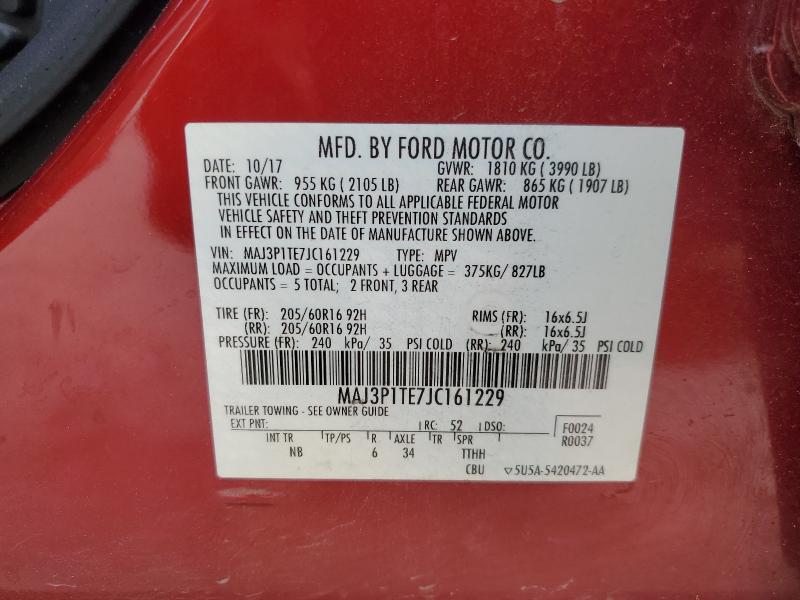 MFD. BY FORD MOTOR CO.
DATE: 10/17 GVWR: 1810 KG ( 3990 LB)
FRONT GAWR: 955 KG ( 2105 LB) REAR GAWR: 865 KG ( 1907 LB)
THIS VEHICLE CONFORMS TO ALL APPLICABLE FEDERAL MOTOR
VEHICLE SAFETY AND THEFT PREVENTION STANDARDS
IN EFFECT ON THE DATE OF MANUFACTURE SHOWN ABOVE.
VIN: MAJ3P1TE7JC161229 TYPE: MPV
MAXIMUM LOAD = OCCUPANTS + LUGGAGE = 375KG/ 827LB
OCCUPANTS = 5 TOTAL; 2 FRONT, 3 REAR
TIRE (FR): 205/60R16 92H RIMS (FR): 16x6.5J
(RR): 205/60R16 92H (RR): 16x6.5J
PRESSURE (FR): 240 kPa/ 35 PSI COLD (RR): 240 kPa/ 35 PSI COLD
MAJ3P1TE7JC161229
TRAILER TOWING - SEE OWNER GUIDE
EXT PNT: RC: 52 DSO: F0024
INT TR TP/PS R AXLE TR SPR R0037
NB 6 34 TTHH
CBU ▽5U5A-5420472-AA